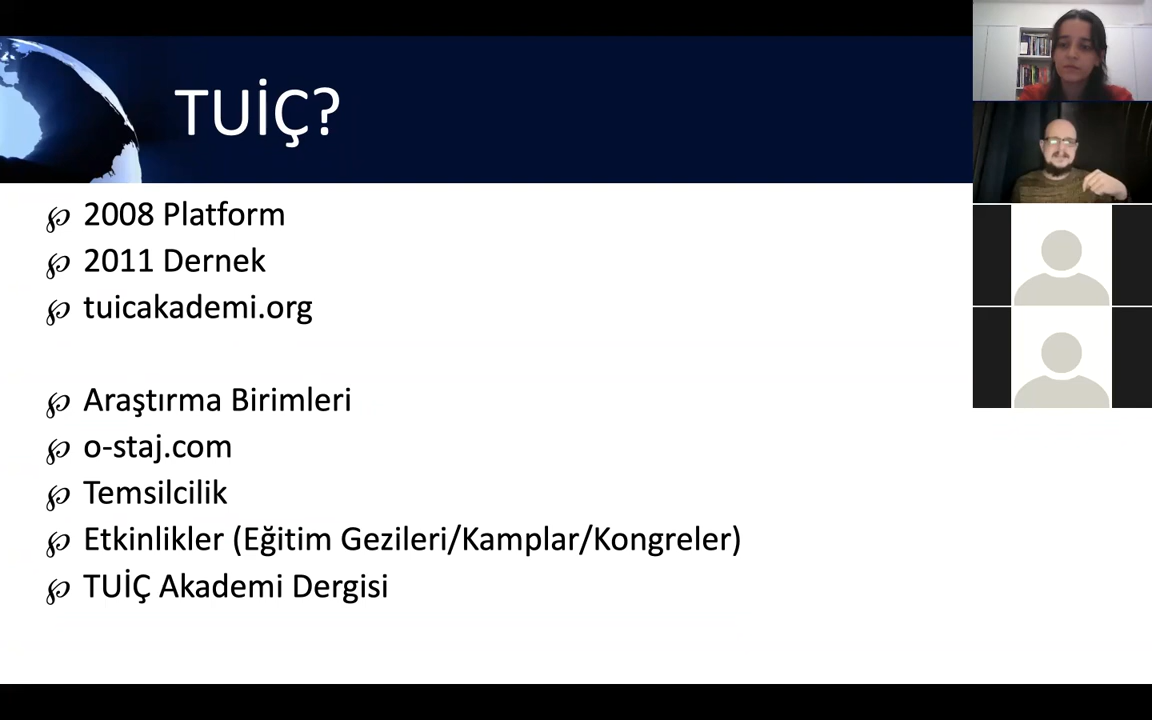 TUİÇ?
2008 Platform
2011 Dernek
tuicakademi.org
Araştırma Birimleri
o-staj.com
Temsilcilik
Etkinlikler (Eğitim Gezileri/Kamplar/Kongreler)
TUİÇ Akademi Dergisi